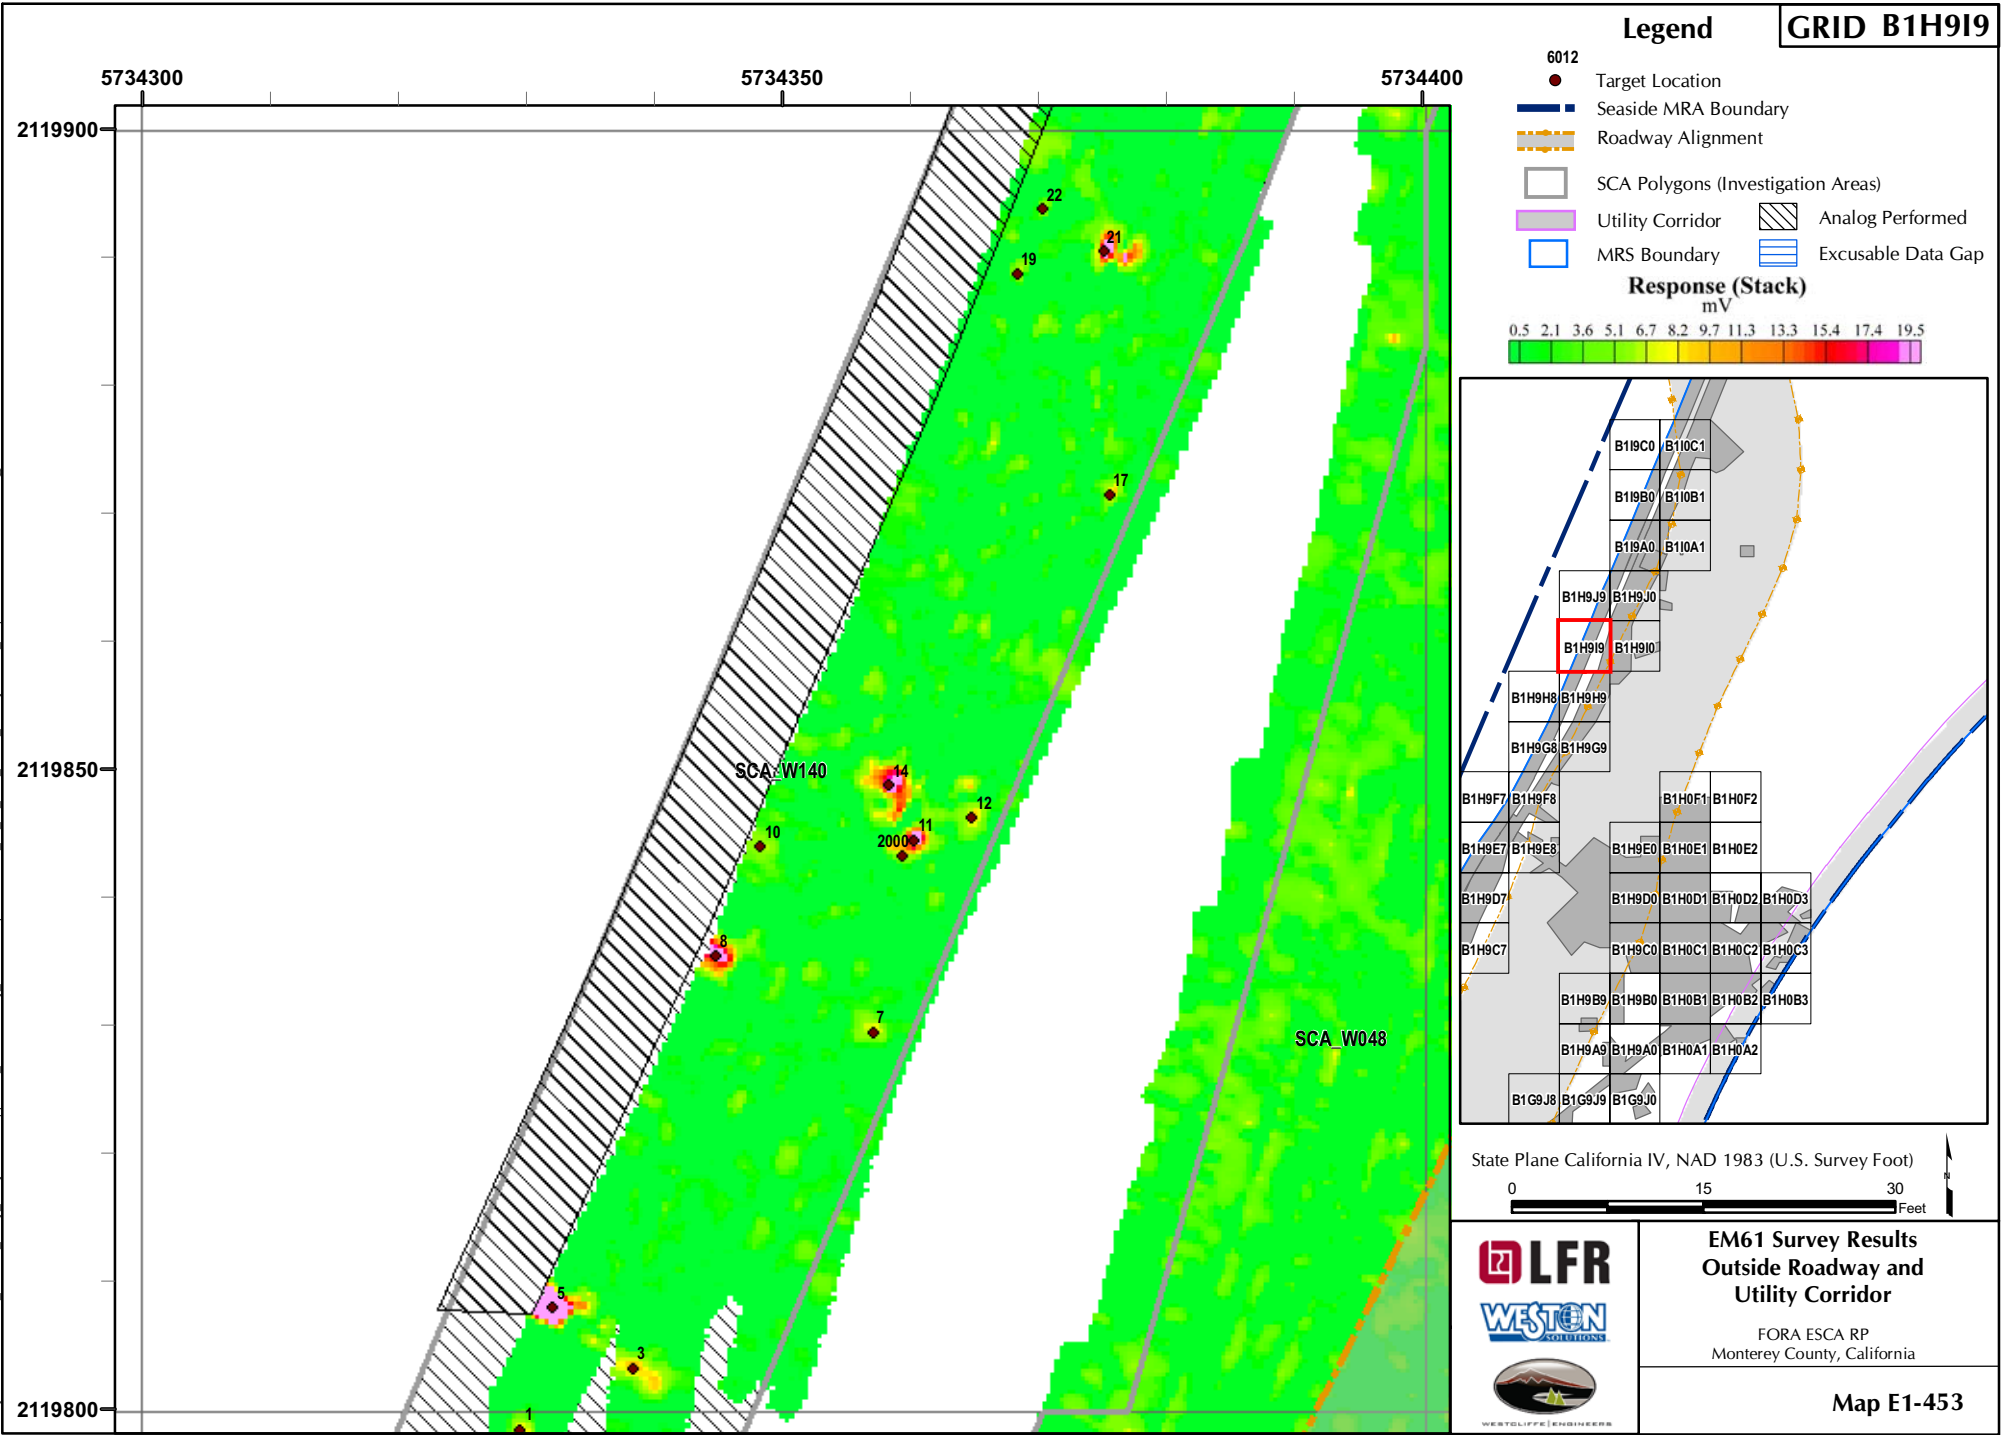 GRID B1H9I9
Legend
6012
Target Location
Seaside MRA Boundary
Roadway Alignment
SCA Polygons (Investigation Areas)
Utility Corridor
Analog Performed
MRS Boundary
Excusable Data Gap
Response (Stack)
mV
0.5 2.1 3.6 5.1 6.7 8.2 9.7 11.3 13.3 15.4 17.4 19.5
5734300 5734350 5734400
2119900
22
21
19
17
2119850
SCA_W140
14
12
11
10
2000
8
7
SCA_W048
5
3
2119800
1
B1I9C0 B1I0C1
B1I9B0 B1I0B1
B1I9A0 B1I0A1
B1H9J9 B1H9J0
B1H9I9 B1H9I0
B1H9H8 B1H9H9
B1H9G8 B1H9G9
B1H9F7 B1H9F8 B1H0F1 B1H0F2
B1H9E7 B1H9E8 B1H9E0 B1H0E1 B1H0E2
B1H9D7 B1H9D0 B1H0D1 B1H0D2 B1H0D3
B1H9C7 B1H9C0 B1H0C1 B1H0C2 B1H0C3
B1H9B9 B1H9B0 B1H0B1 B1H0B2 B1H0B3
B1H9A9 B1H9A0 B1H0A1 B1H0A2
B1G9J8 B1G9J9 B1G9J0
State Plane California IV, NAD 1983 (U.S. Survey Foot)
0 15 30
Feet
N
LFR
WESTON
SOLUTIONS
WESTCLIFFE ENGINEERS
EM61 Survey Results
Outside Roadway and
Utility Corridor
FORA ESCA RP
Monterey County, California
Map E1-453